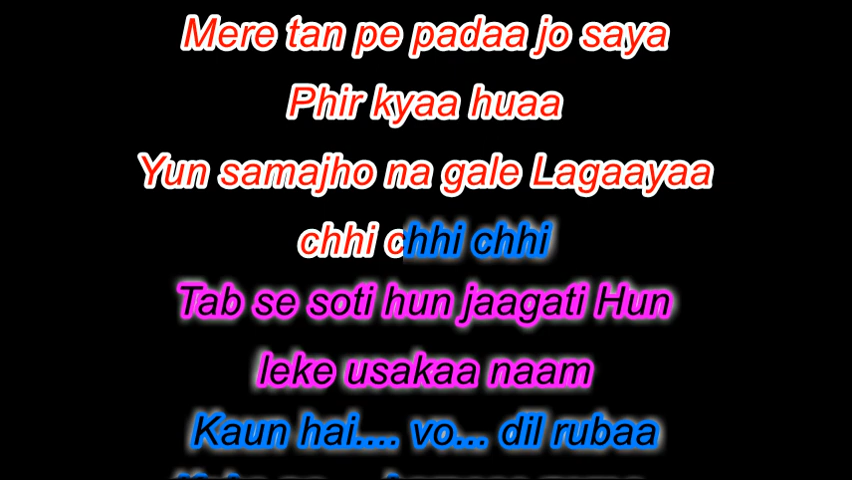 Mere tan pe padaa jo saya
Phir kyaa huaa
Yun samajho na gale Lagaayaa
chhi chhi chhi
Tab se soti hun jaagati Hun
leke usakaa naam
Kaun hai.... vo... dil rubaa